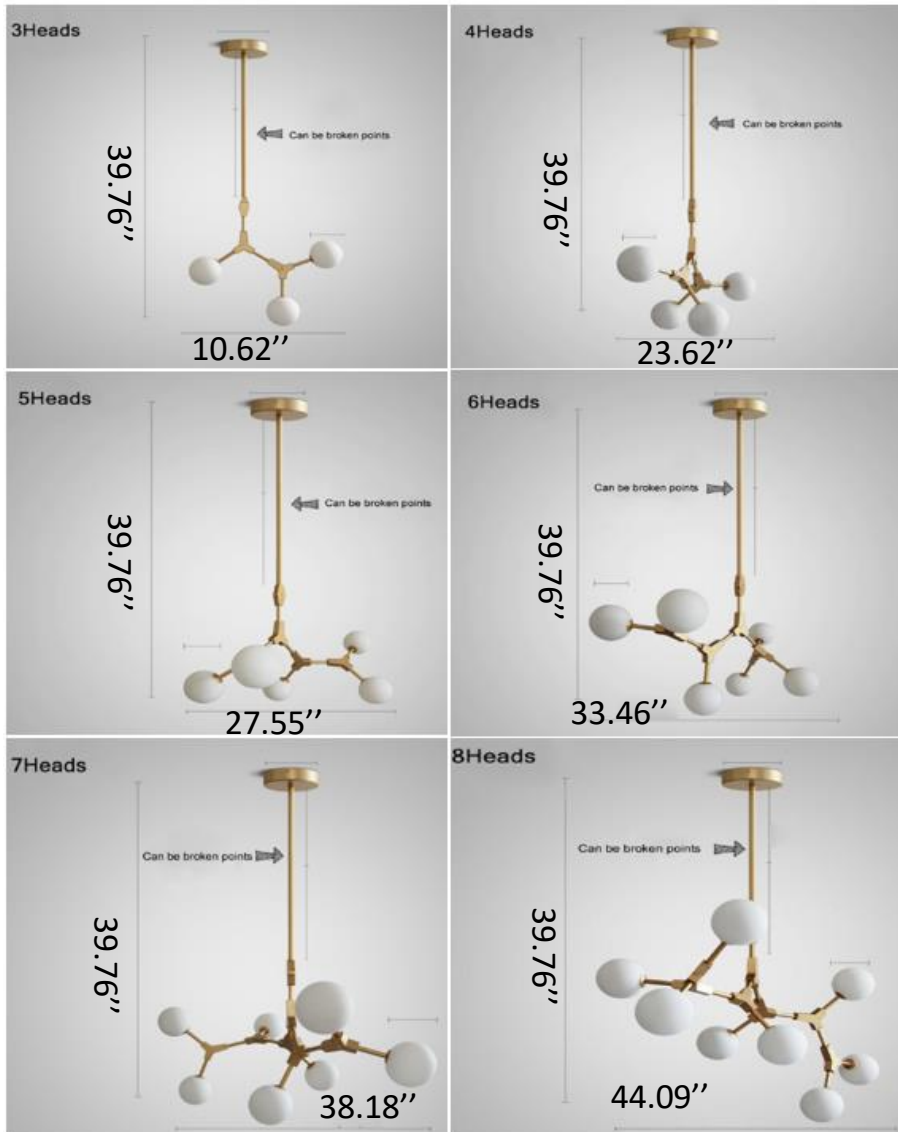 3Heads
Can be broken points
39.76’’
10.62’’
4Heads
Can be broken points
39.76’’
23.62’’
5Heads
Can be broken points
39.76’’
27.55’’
6Heads
Can be broken points
39.76’’
33.46’’
7Heads
Can be broken points
39.76’’
38.18’’
8Heads
Can be broken points
39.76’’
44.09’’